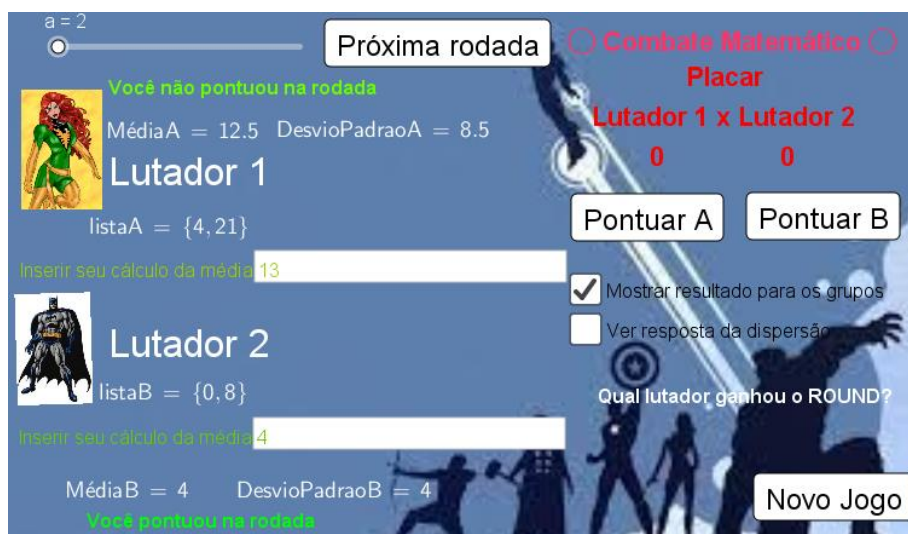 a = 2
Próxima rodada
Combate Matemático
Placar
Você não pontuou na rodada
MédiaA = 12.5 DesvioPadraoA = 8.5
Lutador 1 x Lutador 2
0 0
Lutador 1
listaA = {4, 21}
Pontuar A
Pontuar B
Inserir seu cálculo da média 13
Mostrar resultado para os grupos
Ver resposta da dispersão
Lutador 2
listaB = {0, 8}
Qual lutador ganhou o ROUND?
Inserir seu cálculo da média 4
MédiaB = 4 DesvioPadraoB = 4
Você pontuou na rodada
Novo Jogo